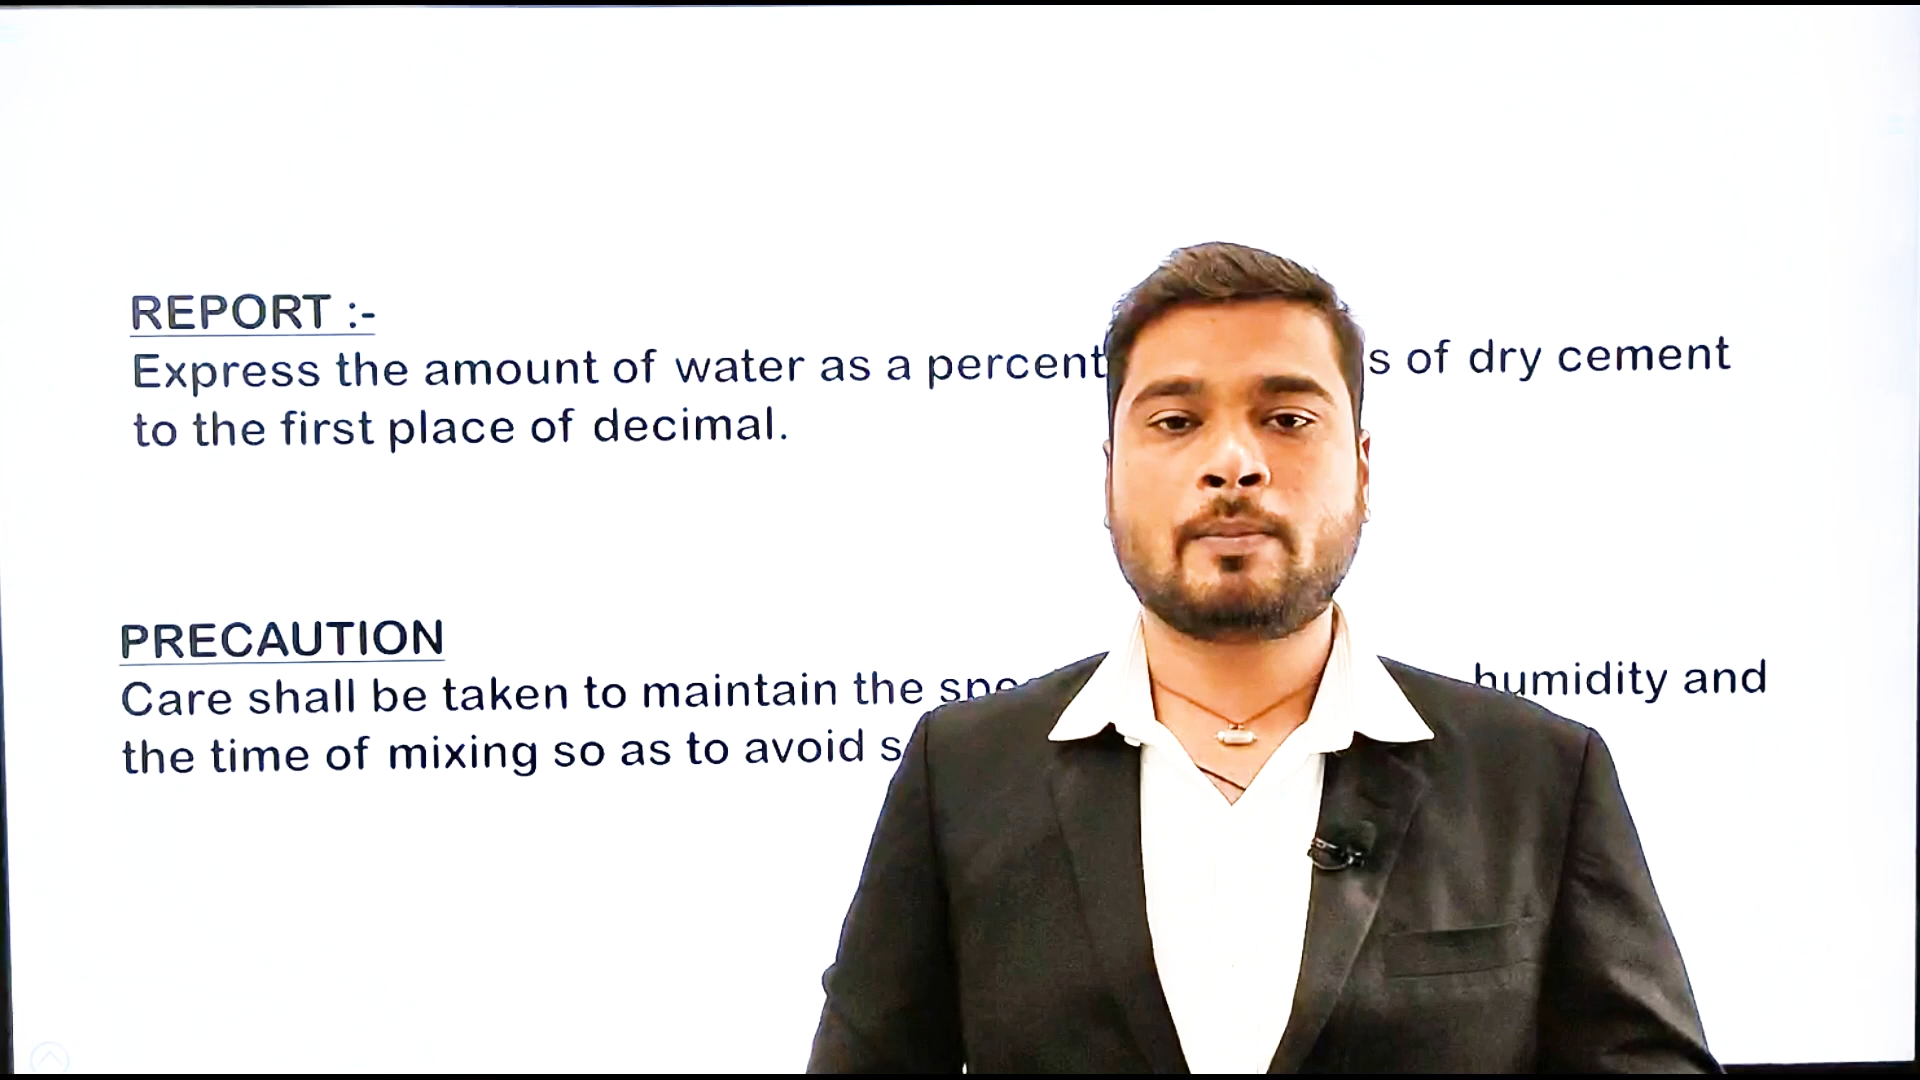 REPORT :-
Express the amount of water as a percent s of dry cement
to the first place of decimal.
PRECAUTION
Care shall be taken to maintain the humidity and
the time of mixing so as to avoid